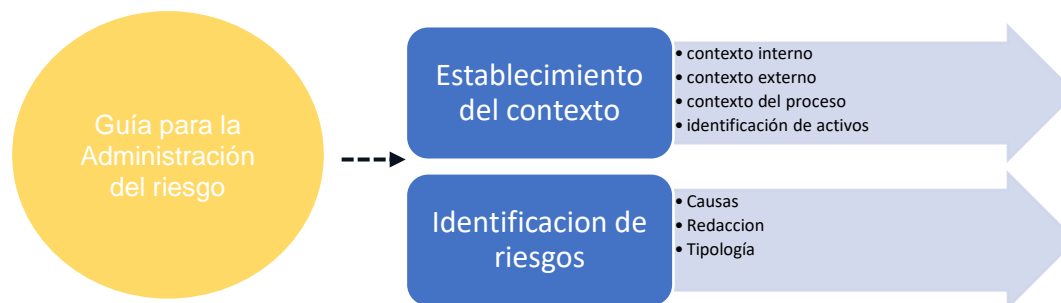 Guía para la
Administración
del riesgo
Establecimiento
del contexto
• contexto interno
• contexto externo
• contexto del proceso
• identificación de activos
Identificacion de
riesgos
• Causas
• Redaccion
• Tipología